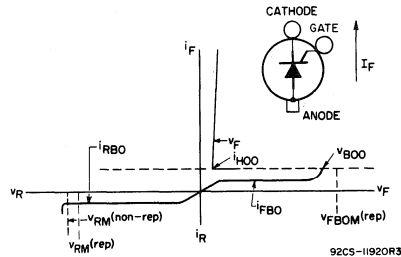 CATHODE
GATE
IF
ANODE
iF
vF
iHOO
vBOO
iRBO
vR
vF
iFBO
vRM(non-rep)
vRM(rep)
iR
vFBOM(rep)
92CS-11920R3